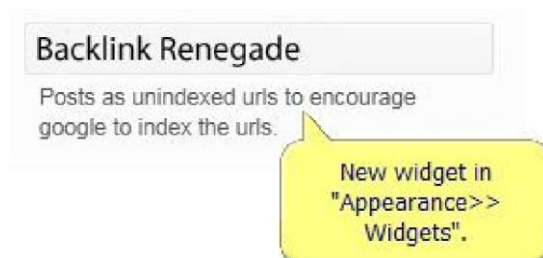 Backlink Renegade
Posts as unindexed urls to encourage
google to index the urls.
New widget in
"Appearance>>
Widgets".